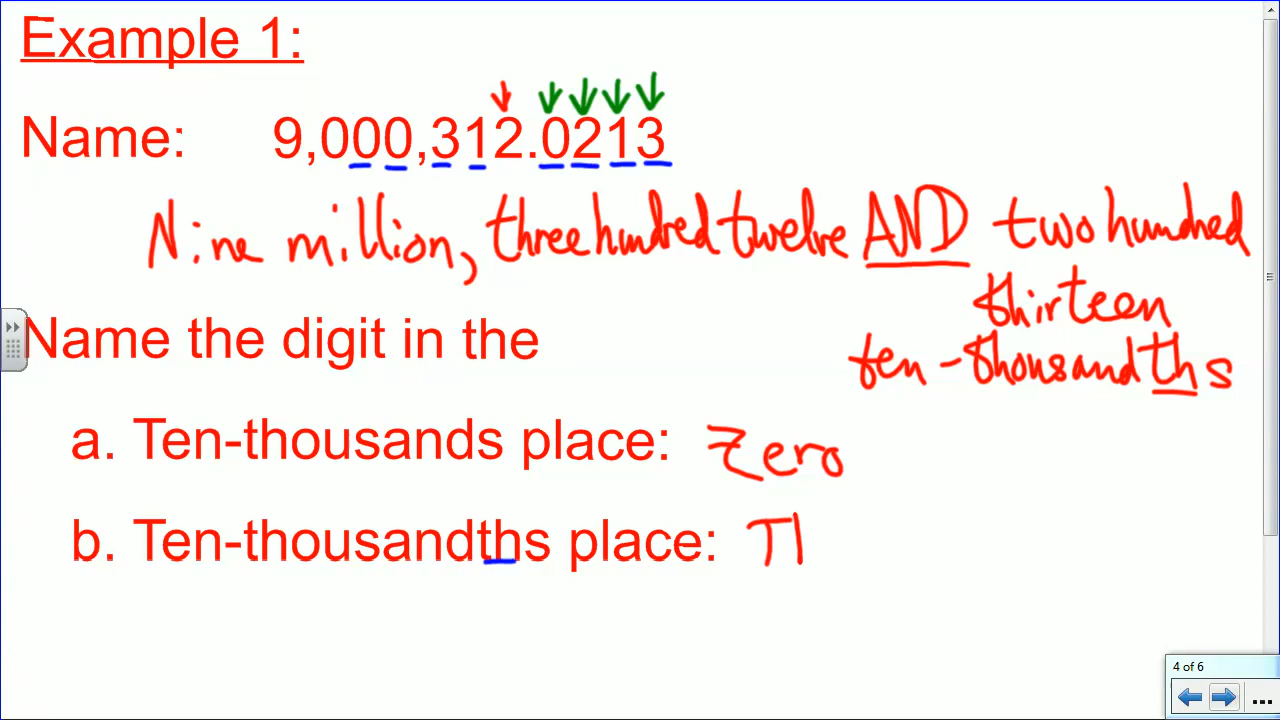 Example 1:
Name: 9,000,312.0213
Nine million, three hundred twelve AND two hundred
thirteen
ten-thousandths
Name the digit in the
a. Ten-thousands place: zero
b. Ten-thousandths place: Th
4 of 6
...